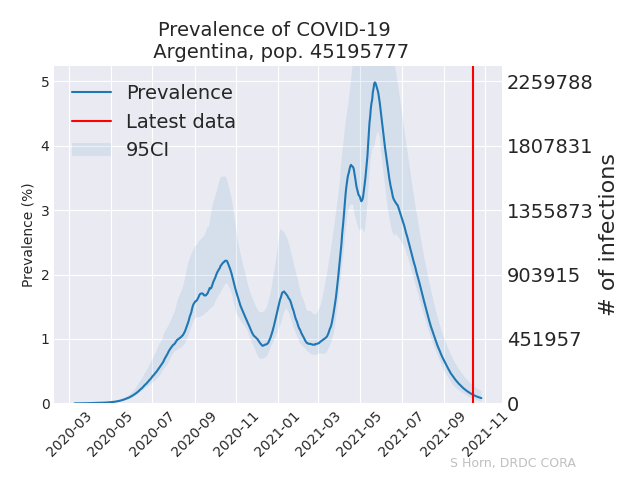 Prevalence of COVID-19
Argentina, pop. 45195777
Prevalence
Latest data
95CI
Prevalence (%)
5
4
3
2
1
0
2259788
1807831
1355873
903915
451957
0
# of infections
2020-03
2020-05
2020-07
2020-09
2020-11
2021-01
2021-03
2021-05
2021-07
2021-09
2021-11
S Horn, DRDC CORA